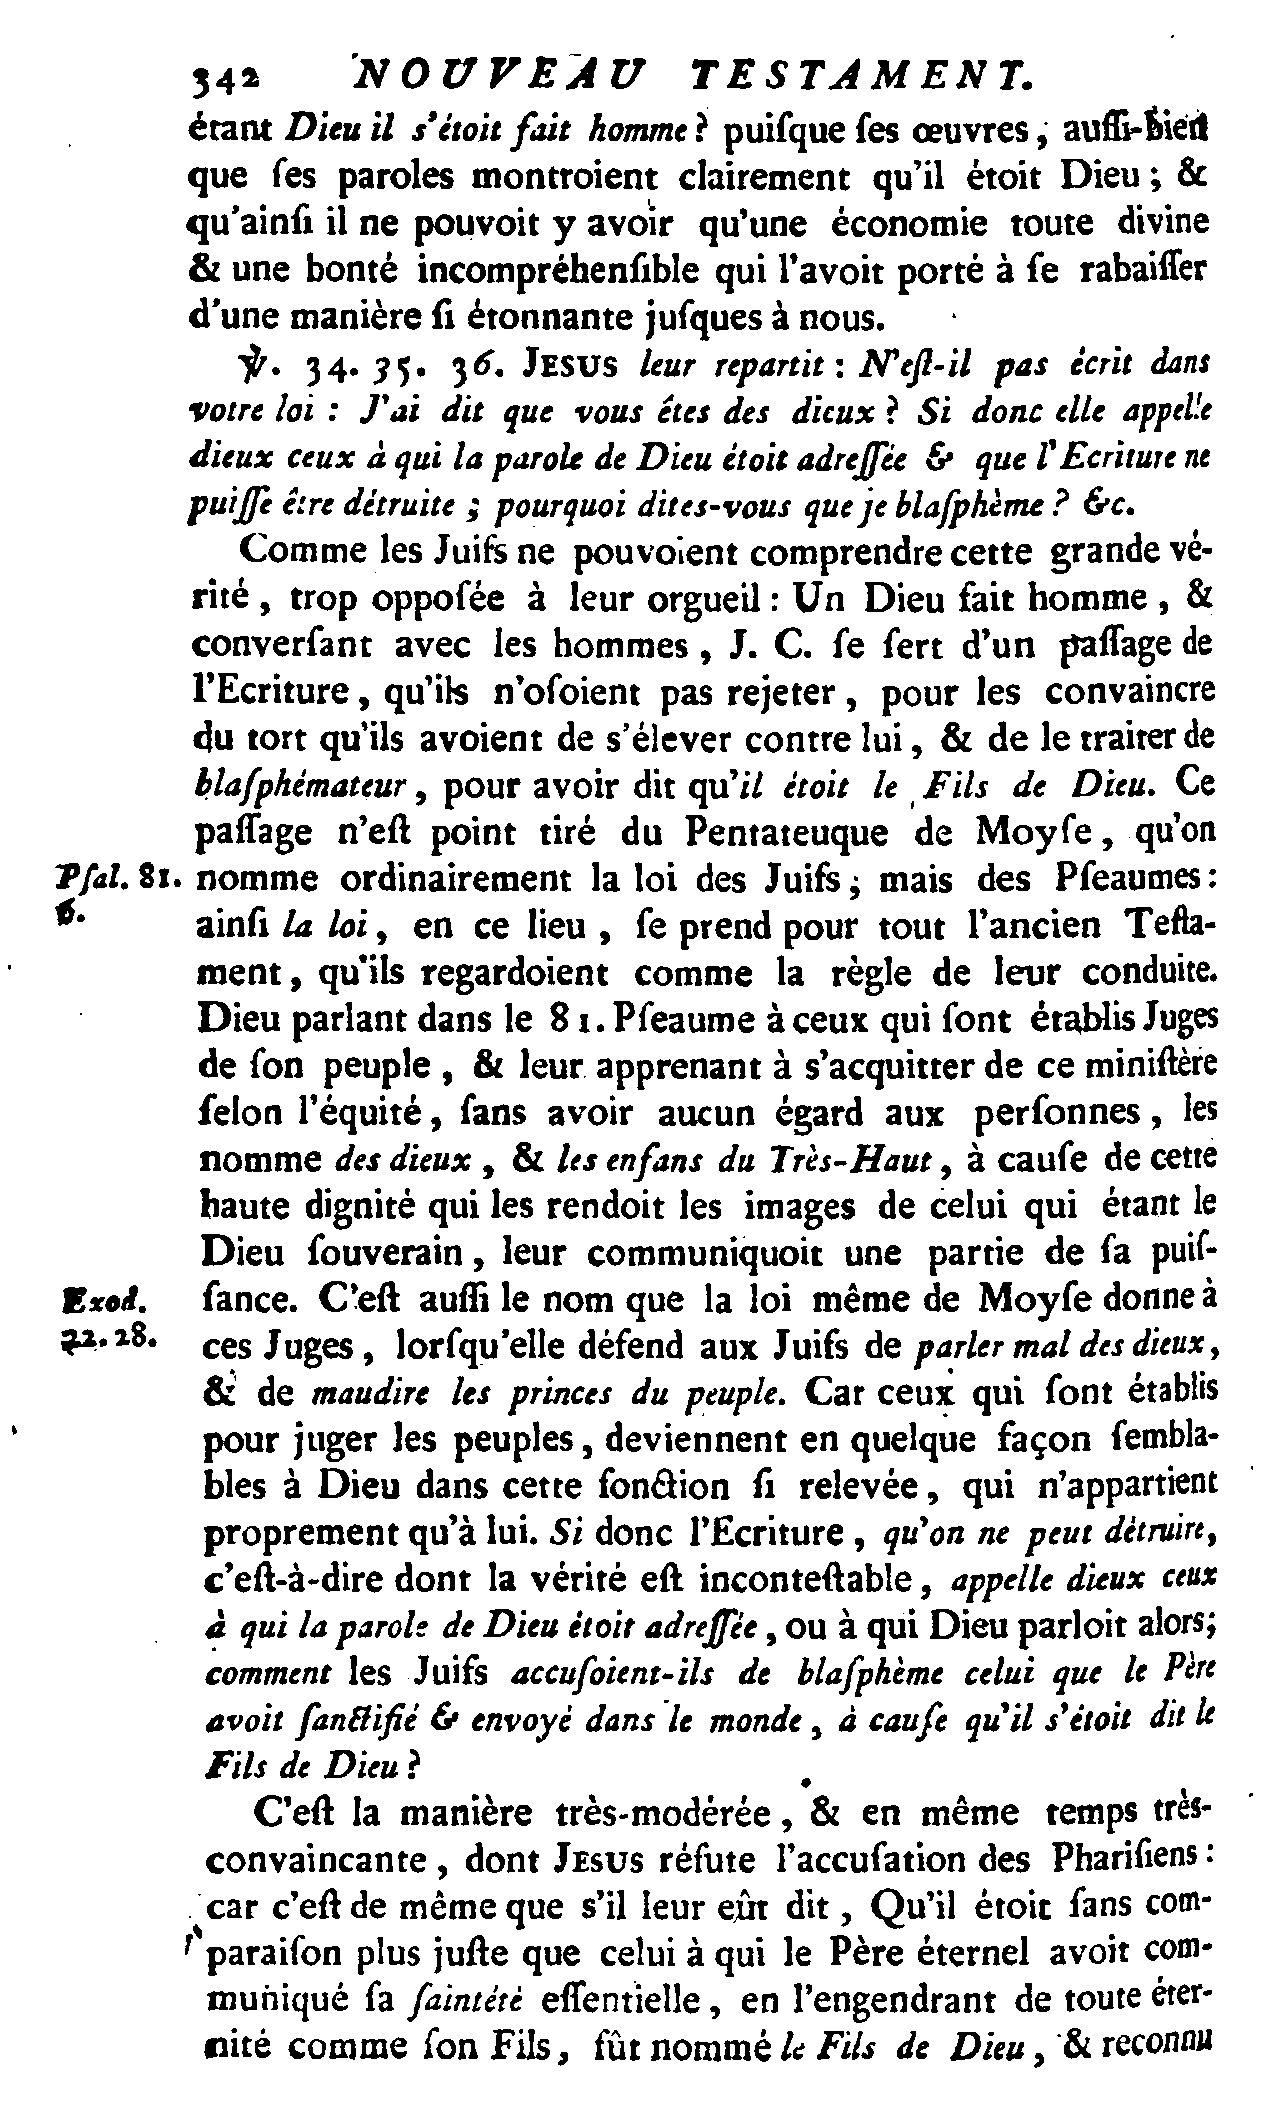 342 NOUVEAU TESTAMENT.
étant Dieu il s'étoit fait homme ? puiſque ſes œuvres, auſſi-bien
que ſes paroles montroient clairement qu'il étoit Dieu ; &
qu'ainſi il ne pouvoit y avoir qu'une économie toute divine
& une bonté incompréhenſible qui l'avoit porté à ſe rabaiſſer
d'une manière ſi étonnante juſques à nous.
℣. 34. 35. 36. JESUS leur repartit : N'eſt-il pas écrit dans
votre loi : J'ai dit que vous êtes des dieux ? Si donc elle appelle
dieux ceux à qui la parole de Dieu étoit adreſſée & que l'Ecriture ne
puiſſe être détruite ; pourquoi dites-vous que je blaſphème ? &c.
Comme les Juifs ne pouvoient comprendre cette grande vé-
rité, trop oppoſée à leur orgueil : Un Dieu fait homme, &
converſant avec les hommes, J. C. ſe ſert d'un paſſage de
l'Ecriture, qu'ils n'oſoient pas rejeter, pour les convaincre
du tort qu'ils avoient de s'élever contre lui, & de le traiter de
blaſphémateur, pour avoir dit qu'il étoit le Fils de Dieu. Ce
paſſage n'eſt point tiré du Pentateuque de Moyſe, qu'on
Pſal. 81. nomme ordinairement la loi des Juifs ; mais des Pſeaumes :
6. ainſi la loi, en ce lieu, ſe prend pour tout l'ancien Teſta-
ment, qu'ils regardoient comme la règle de leur conduite.
Dieu parlant dans le 81. Pſeaume à ceux qui ſont établis Juges
de ſon peuple, & leur apprenant à s'acquitter de ce miniſtère
ſelon l'équité, ſans avoir aucun égard aux perſonnes, les
nomme des dieux, & les enfans du Très-Haut, à cauſe de cette
haute dignité qui les rendoit les images de celui qui étant le
Dieu ſouverain, leur communiquoit une partie de ſa puiſ-
Exod. ſance. C'eſt auſſi le nom que la loi même de Moyſe donne à
22. 28. ces Juges, lorſqu'elle défend aux Juifs de parler mal des dieux,
& de maudire les princes du peuple. Car ceux qui ſont établis
pour juger les peuples, deviennent en quelque façon ſembla-
bles à Dieu dans cette fonction ſi relevée, qui n'appartient
proprement qu'à lui. Si donc l'Ecriture, qu'on ne peut détruire,
c'eſt-à-dire dont la vérité eſt inconteſtable, appelle dieux ceux
à qui la parole de Dieu étoit adreſſée, ou à qui Dieu parloit alors ;
comment les Juifs accuſoient-ils de blaſphème celui que le Père
avoit ſanctifié & envoyé dans le monde, à cauſe qu'il s'étoit dit le
Fils de Dieu ?
C'eſt la manière très-modérée, & en même temps très-
convaincante, dont JESUS réfute l'accuſation des Phariſiens :
car c'eſt de même que s'il leur eût dit, Qu'il étoit ſans com-
paraiſon plus juſte que celui à qui le Père éternel avoit com-
muniqué ſa ſaintété eſſentielle, en l'engendrant de toute éter-
nité comme ſon Fils, fût nommé le Fils de Dieu, & reconnu